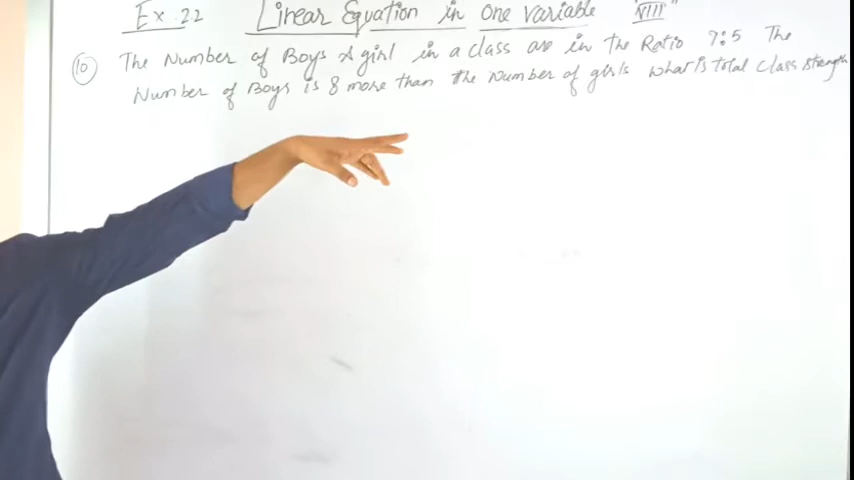 Ex 2.2 Linear Equation in one variable VIII"
10 The Number of Boys & girl in a class are in the Ratio 7:5 The
Number of Boys is 8 more than the Number of girls what is total class strength